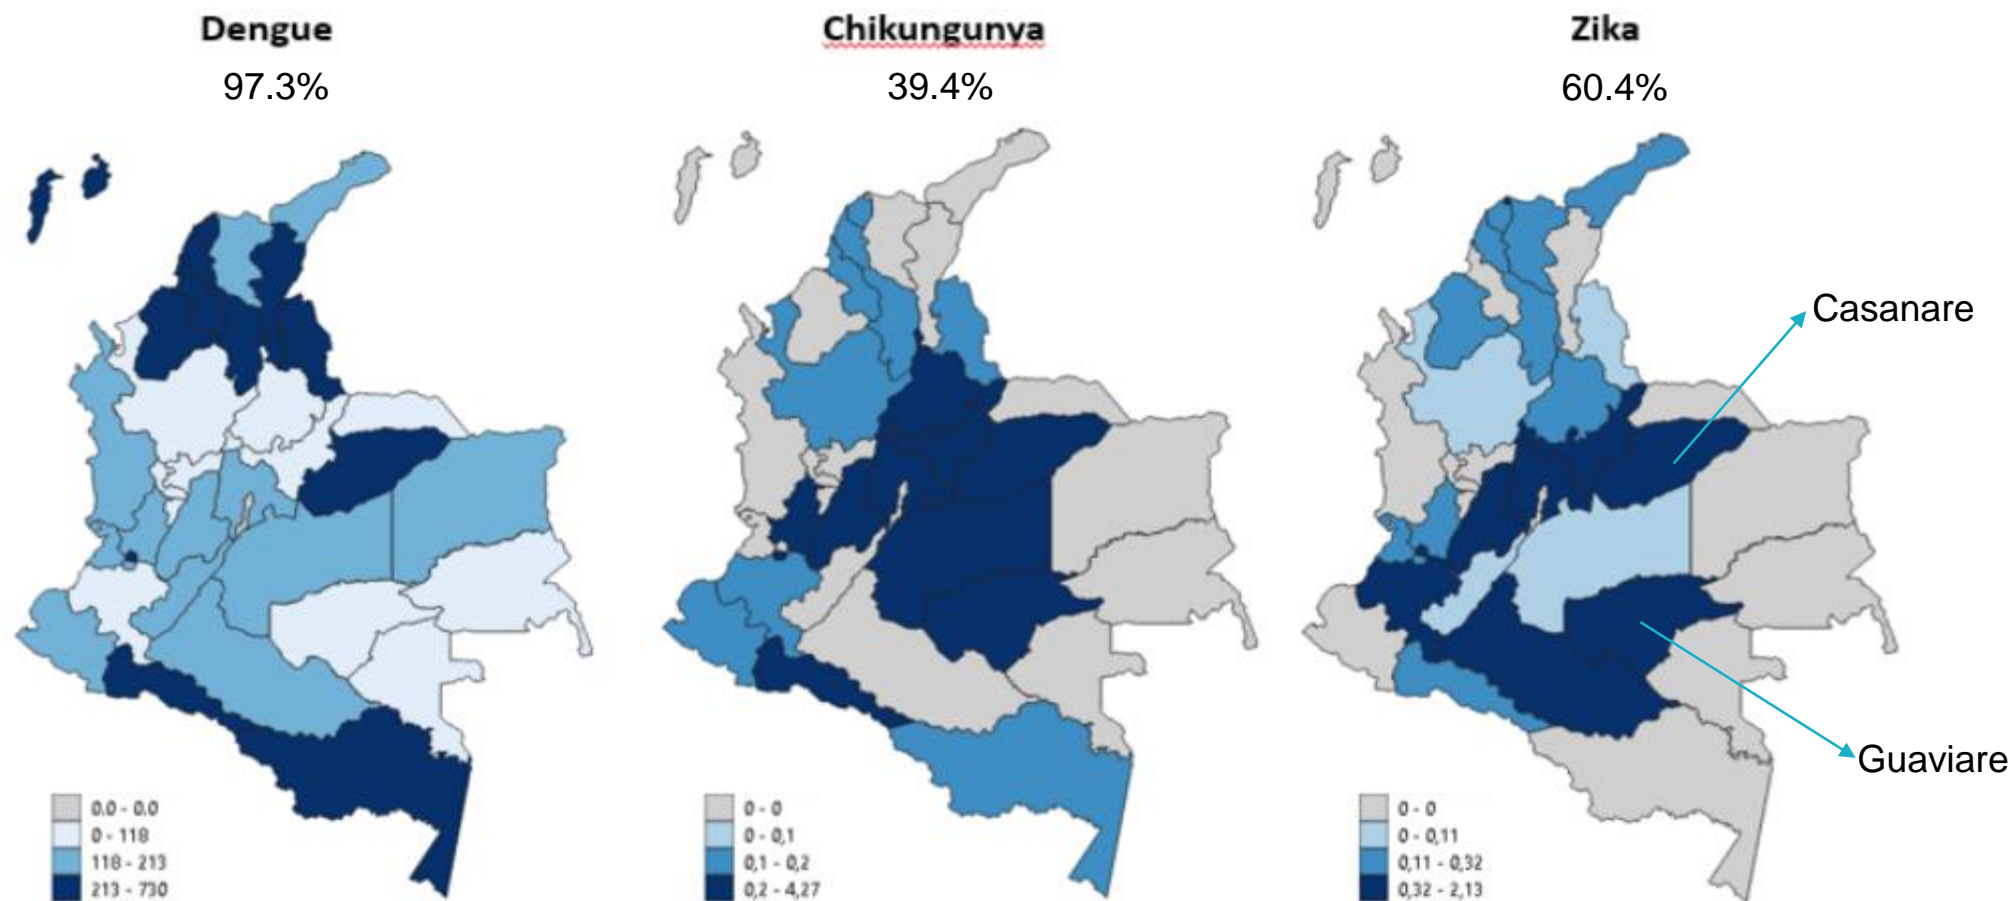 Dengue
97.3%
Chikungunya
39.4%
Zika
60.4%
Casanare
Guaviare
0.0 - 0.0
0 - 118
118 - 213
213 - 730
0 - 0
0 - 0,1
0,1 - 0,2
0,2 - 4,27
0 - 0
0 - 0,11
0,11 - 0,32
0,32 - 2,13